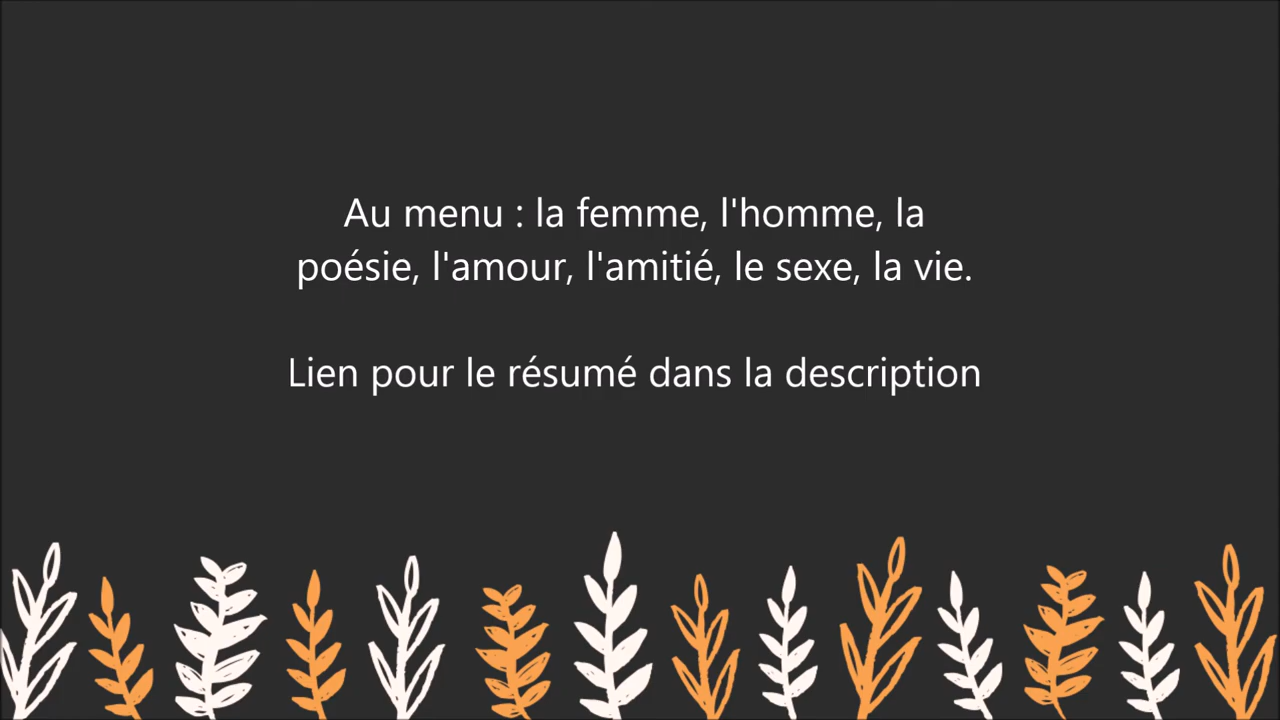 Au menu : la femme, l'homme, la
poésie, l'amour, l'amitié, le sexe, la vie.
Lien pour le résumé dans la description